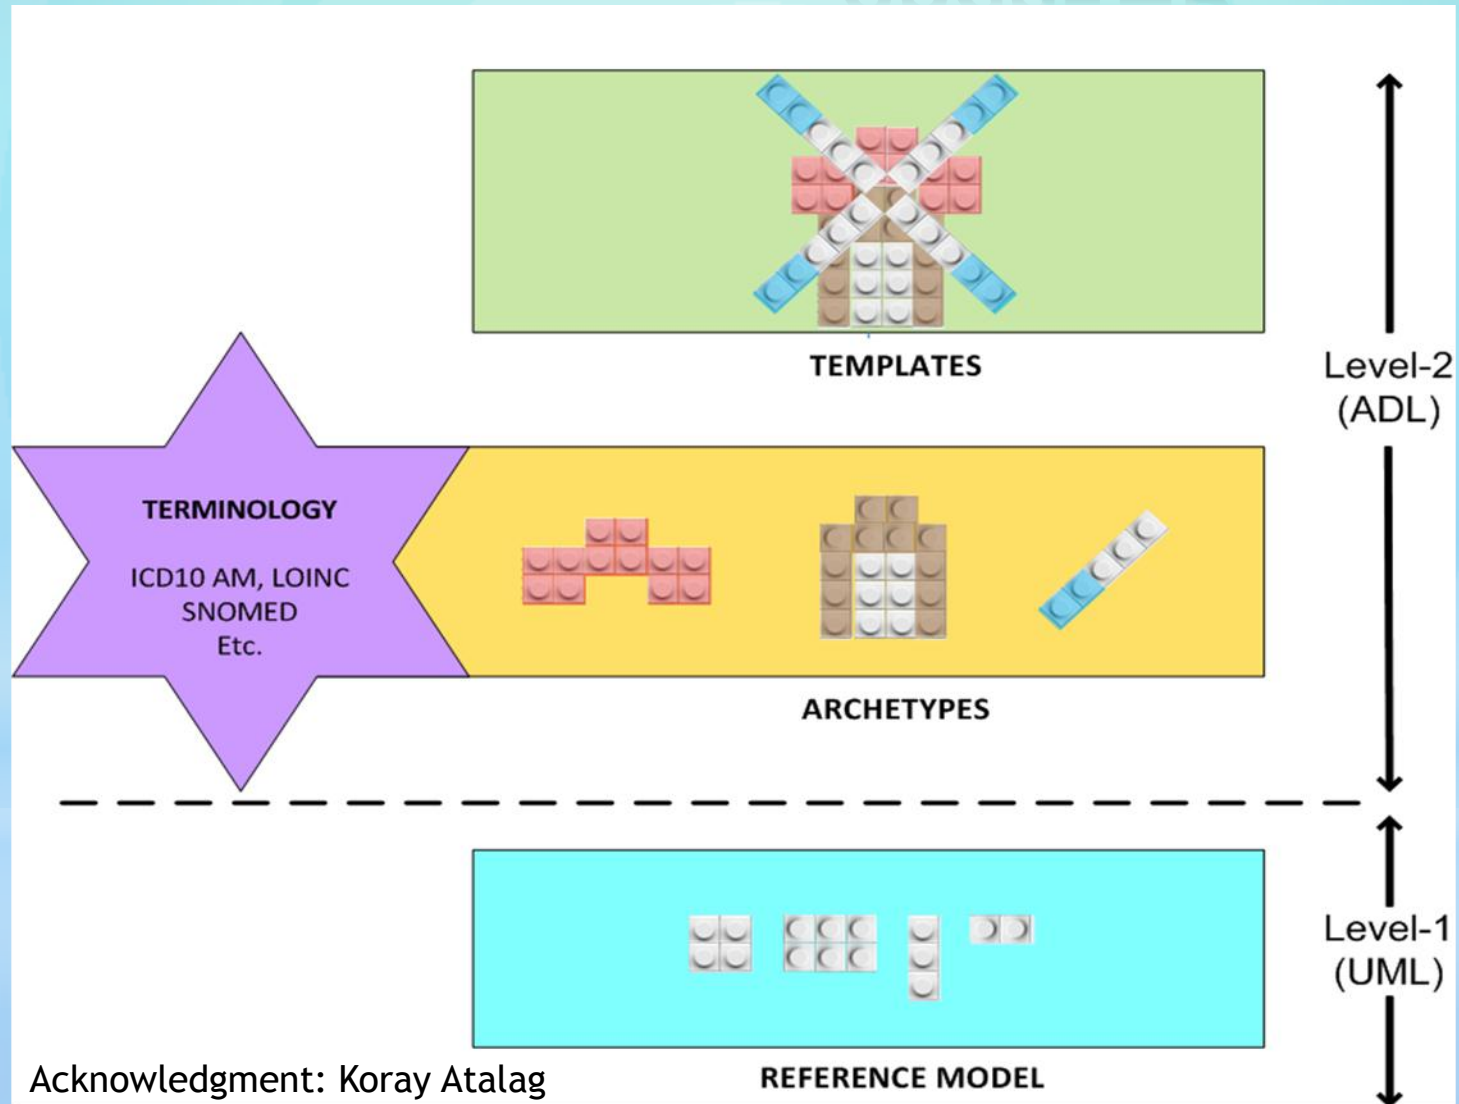 TEMPLATES
Level-2
(ADL)
TERMINOLOGY
ICD10 AM, LOINC
SNOMED
Etc.
ARCHETYPES
Level-1
(UML)
REFERENCE MODEL
Acknowledgment: Koray Atalag